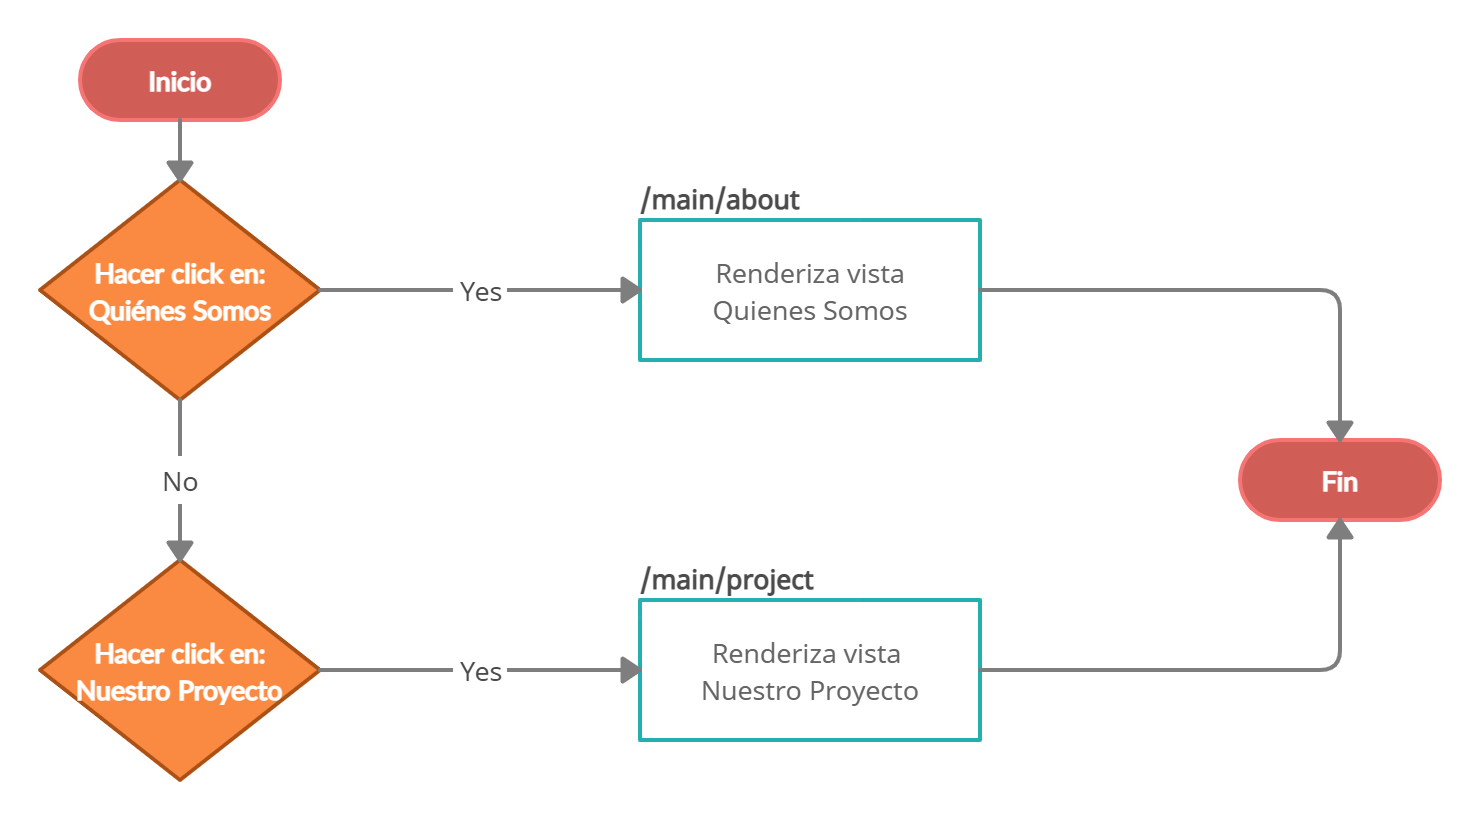 Inicio
/main/about
Hacer click en:
Quiénes Somos
Yes
Renderiza vista
Quienes Somos
No
Fin
/main/project
Hacer click en:
Nuestro Proyecto
Yes
Renderiza vista
Nuestro Proyecto